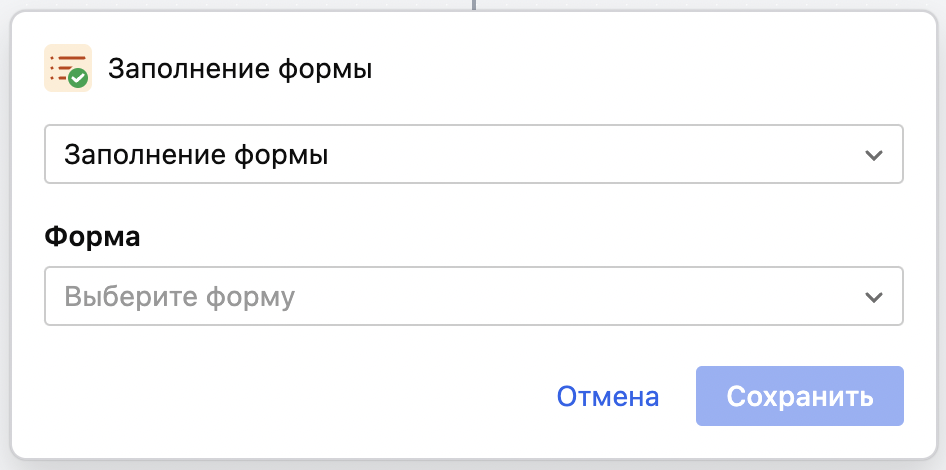 Заполнение формы
Заполнение формы
Форма
Выберите форму
Отмена
Сохранить